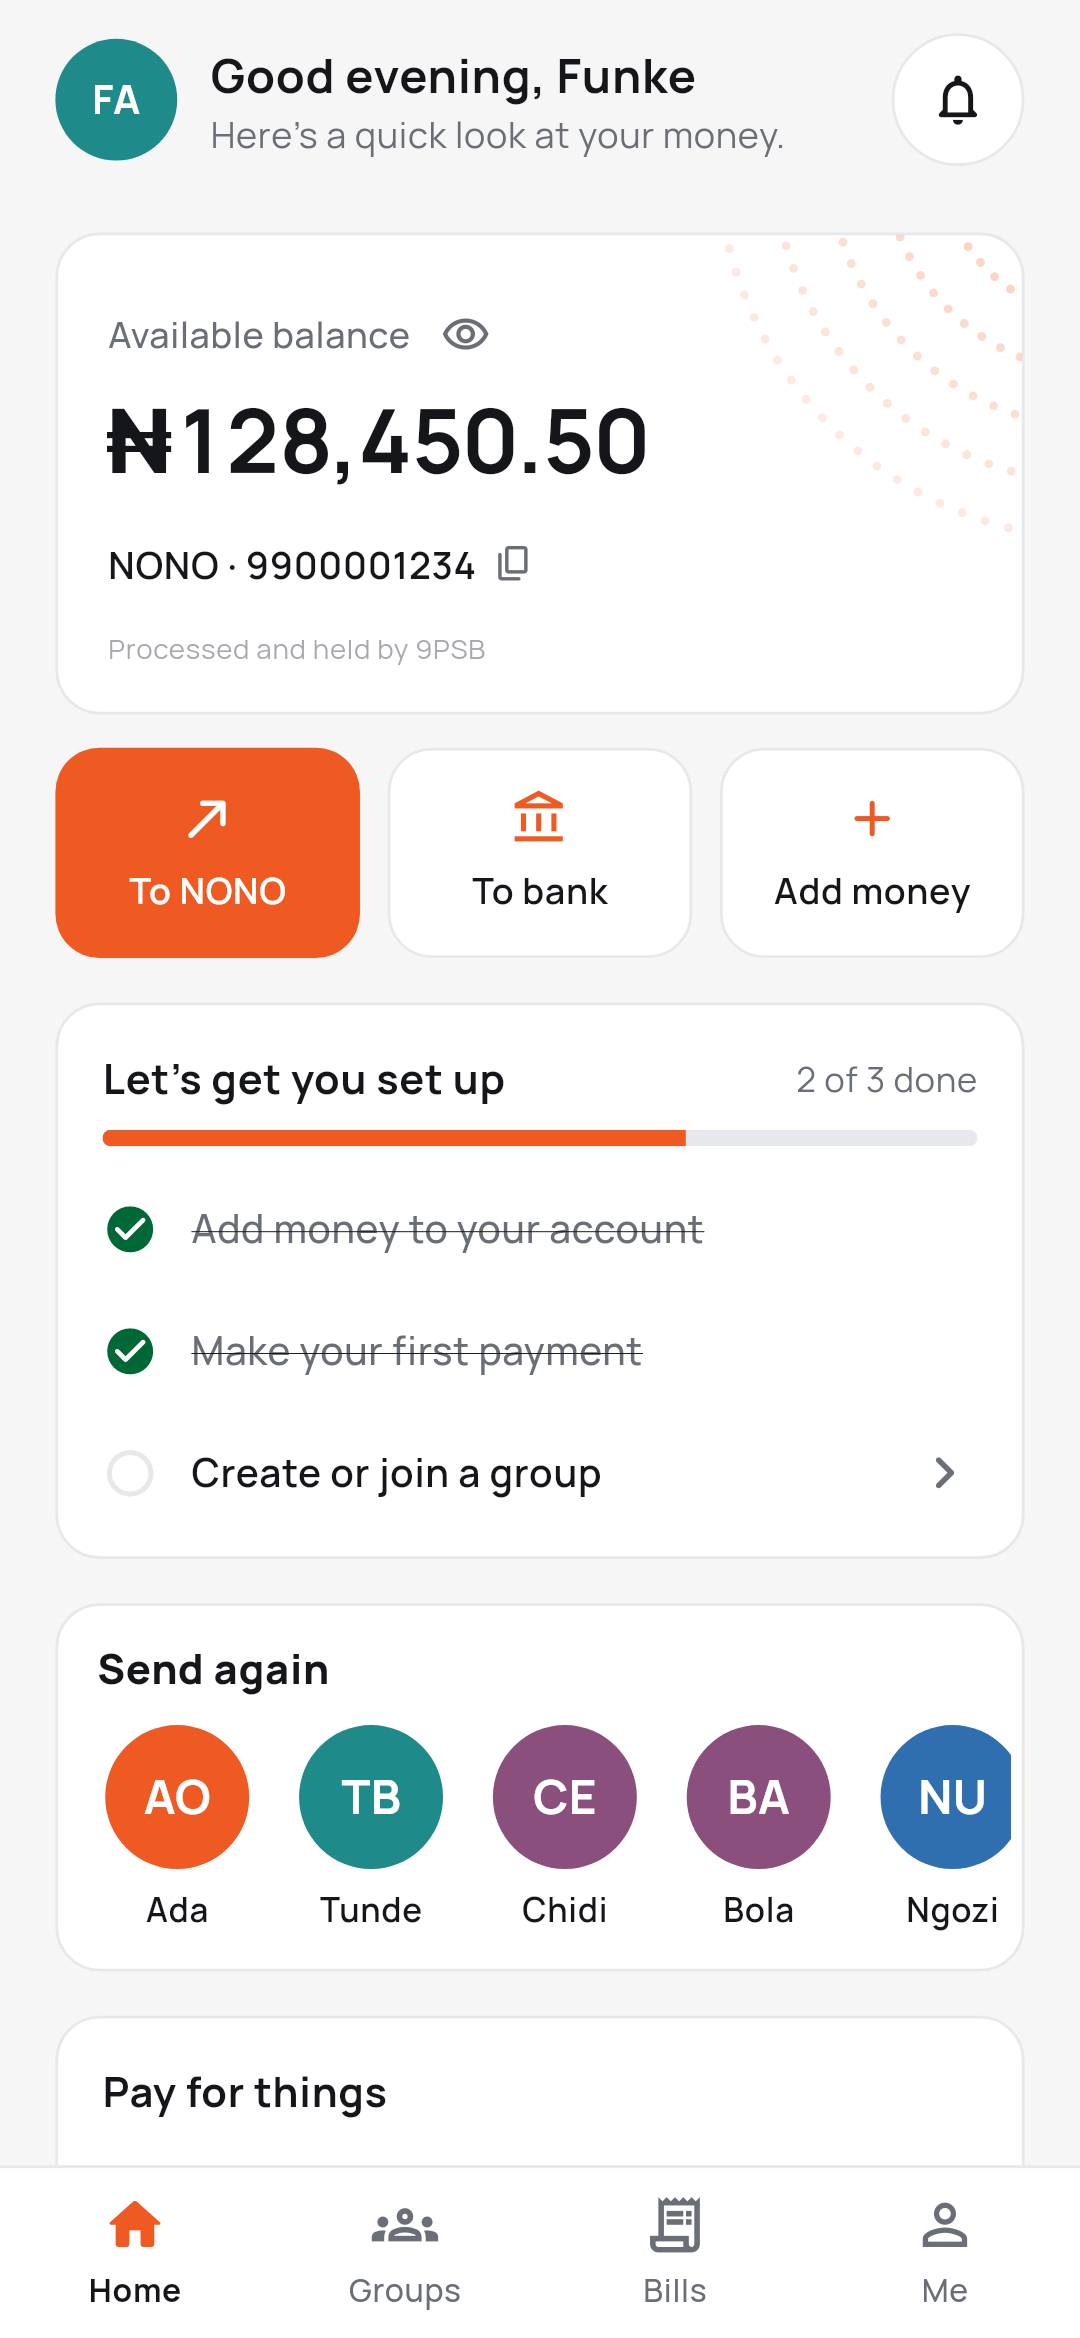 FA
Good evening, Funke
Here’s a quick look at your money.
Available balance
₦128,450.50
NONO · 9900001234
Processed and held by 9PSB
To NONO
To bank
Add money
Let’s get you set up
2 of 3 done
Add money to your account
Make your first payment
Create or join a group
Send again
AO
TB
CE
BA
NU
Ada
Tunde
Chidi
Bola
Ngozi
Pay for things
Home
Groups
Bills
Me